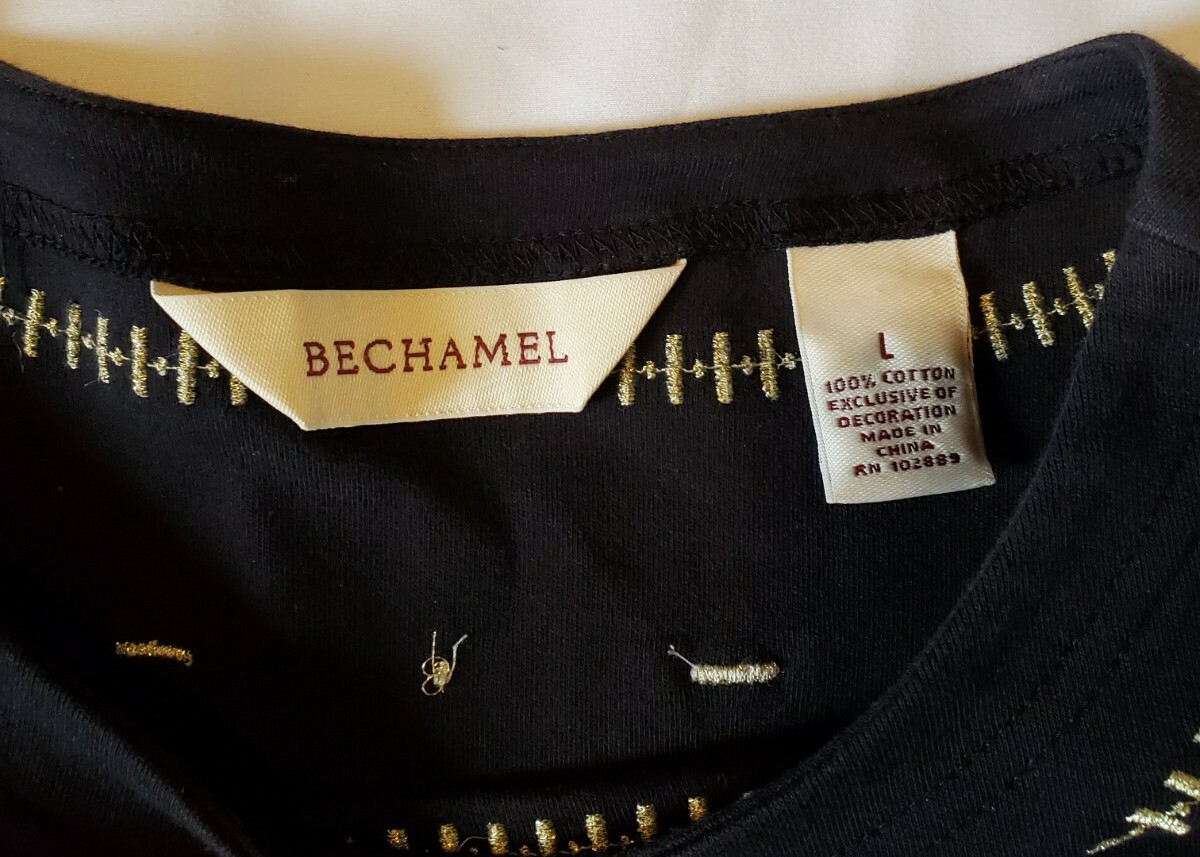 BECHAMEL
L
100% COTTON
EXCLUSIVE OF
DECORATION
MADE IN
CHINA
RN 102889